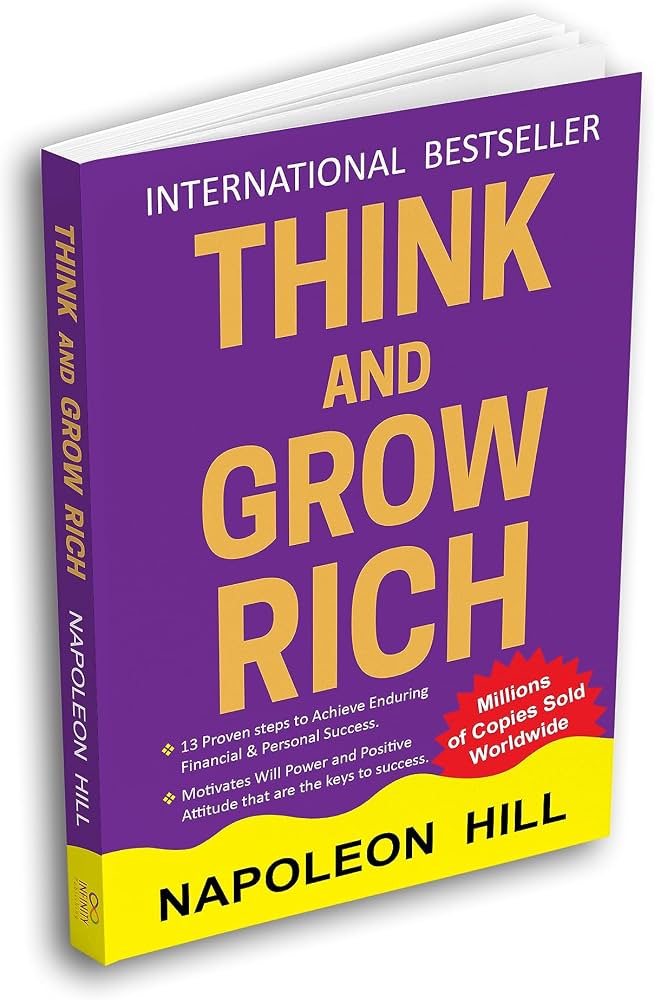 INTERNATIONAL BESTSELLER
THINK
AND
GROW
RICH
❖ 13 Proven steps to Achieve Enduring
Financial & Personal Success.
❖ Motivates Will Power and Positive
Attitude that are the keys to success.
Millions
of Copies Sold
Worldwide
NAPOLEON HILL
THINK AND GROW RICH NAPOLEON HILL
INFINITY